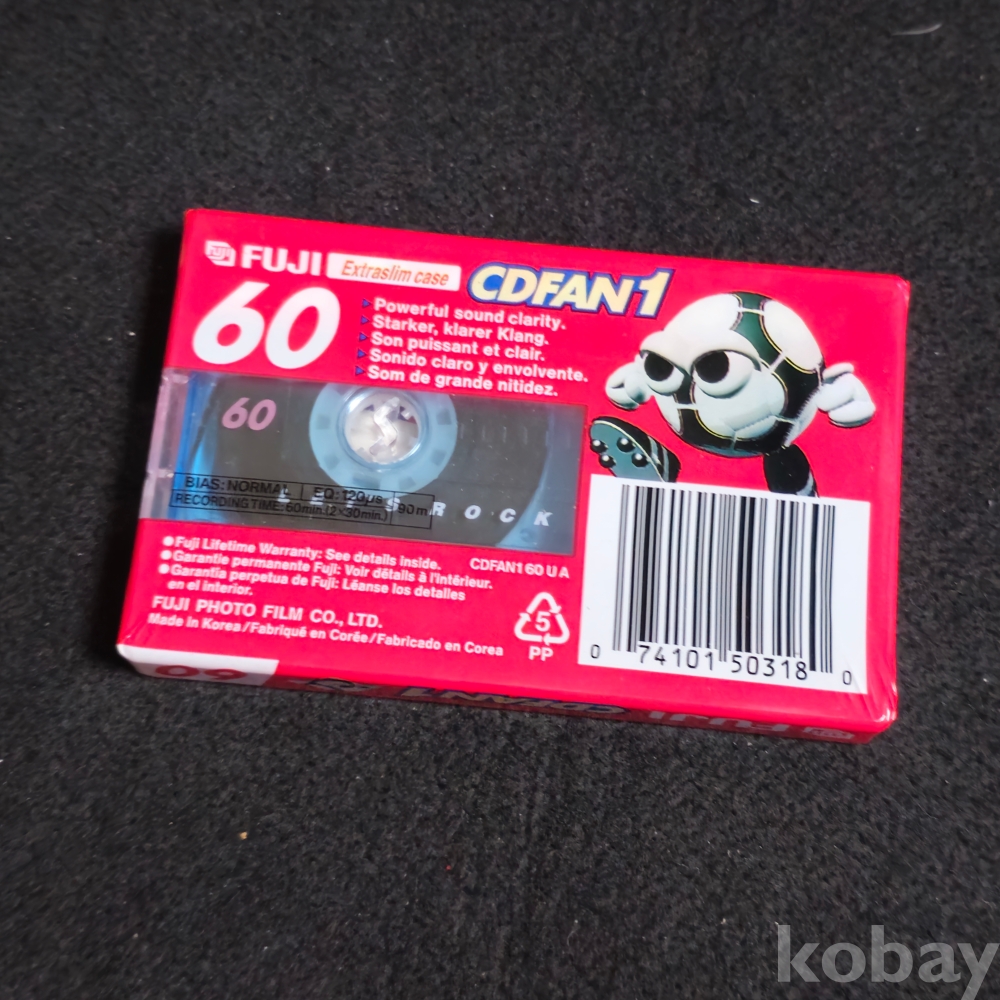 FUJI Extraslim case CDFAN1
60
Powerful sound clarity.
Starker, klarer Klang.
Son puissant et clair.
Sonido claro y envolvente.
Som de grande nitidez.
60
BIAS: NORMAL EQ: 120µs
RECORDING TIME: 60min. (2×30min.) 90m
ROCK
●Fuji Lifetime Warranty: See details inside.
CDFAN1 60 U A
●Garantie permanente Fuji: Voir détails à l'intérieur.
●Garantía perpetua de Fuji: Léanse los detalles
en el interior.
FUJI PHOTO FILM CO., LTD.
Made in Korea/Fabriqué en Corée/Fabricado en Corea
5
PP
0 74101 50318 0
60 CDFAN1 FUJI
kobay